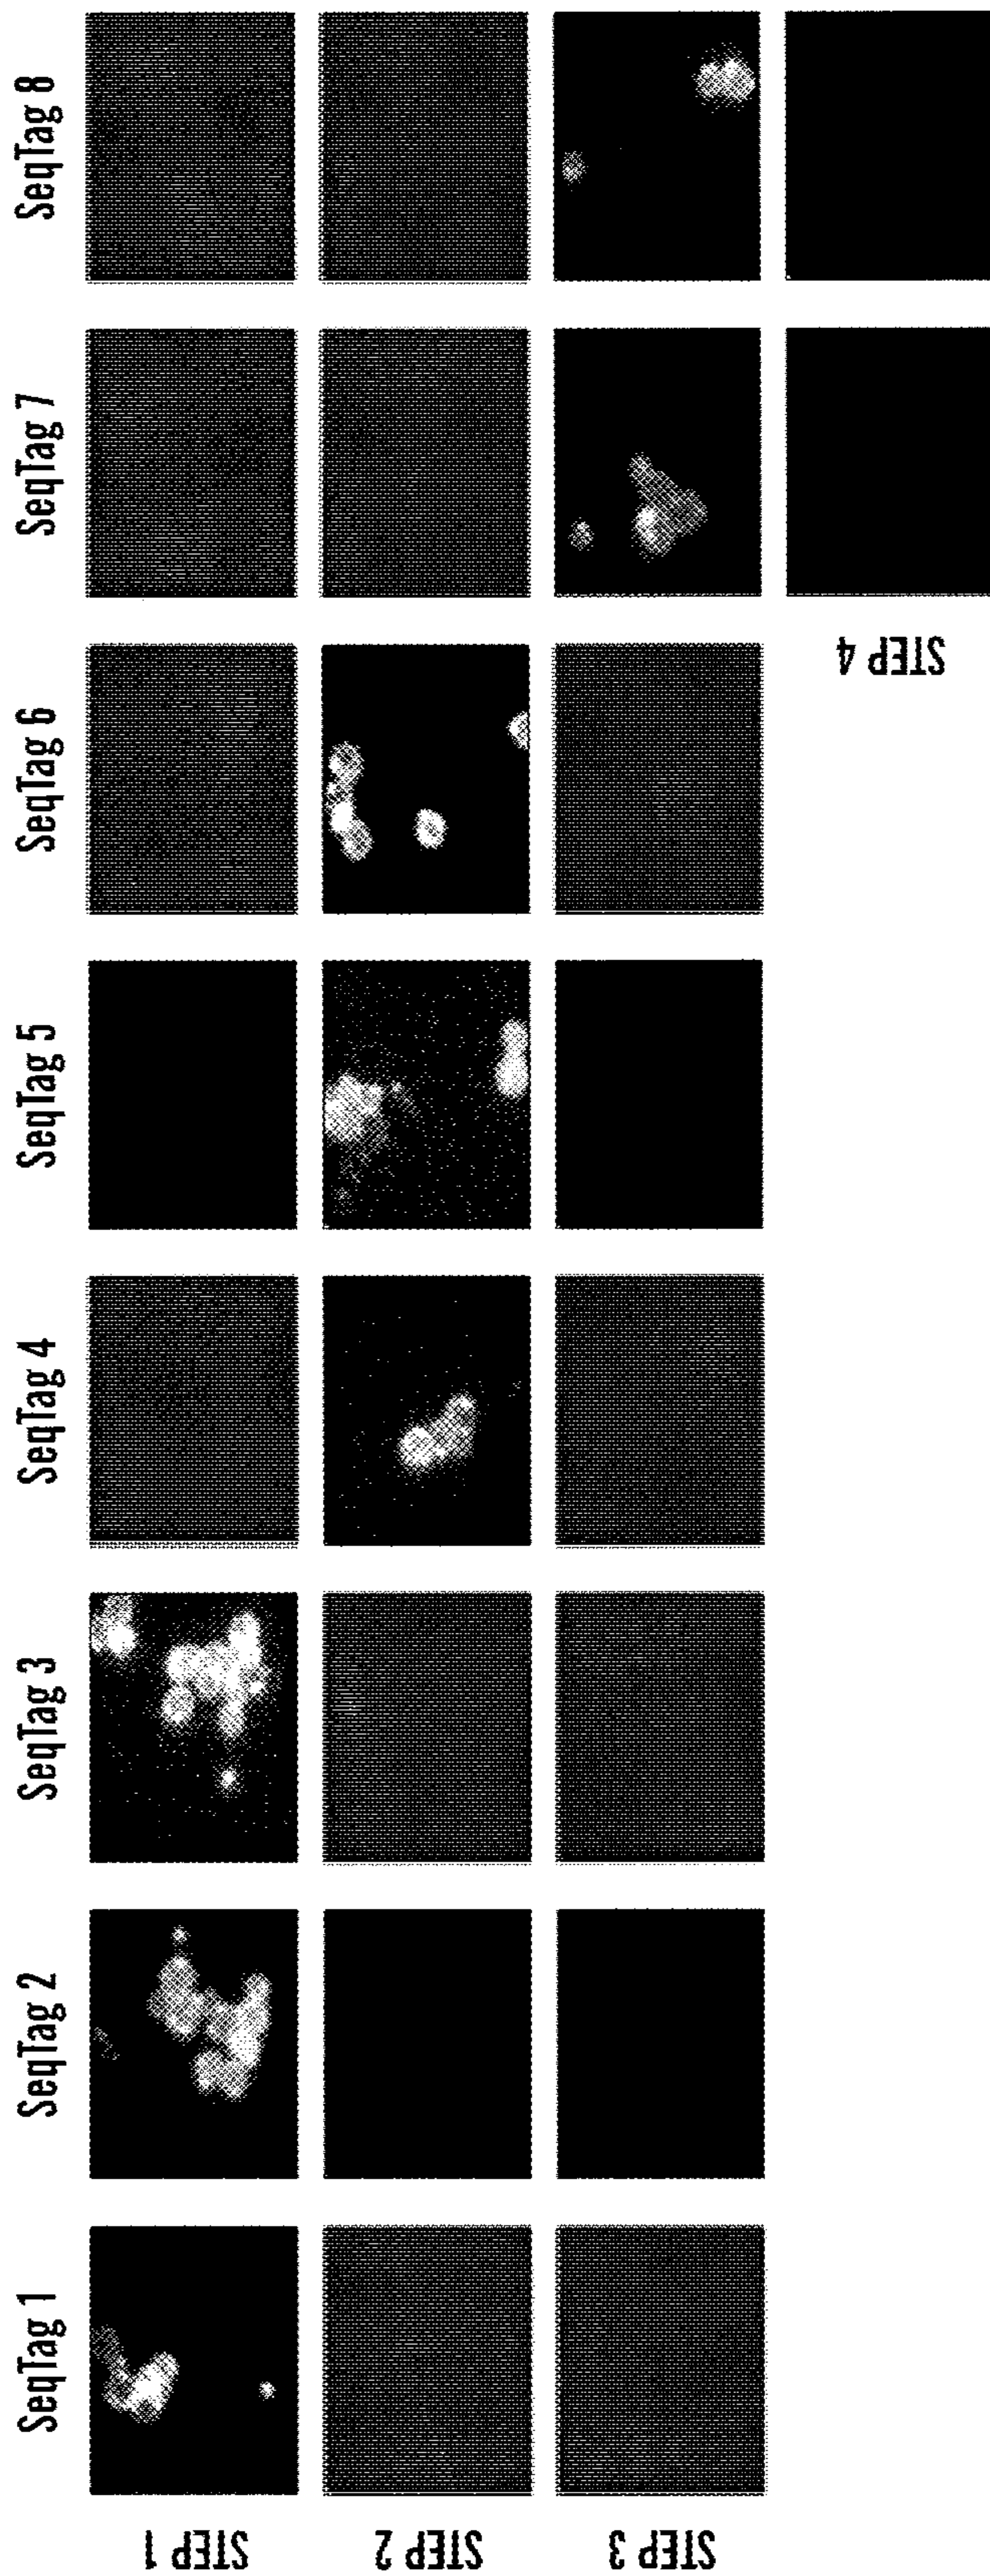 SeqTag 1
SeqTag 2
SeqTag 3
SeqTag 4
SeqTag 5
SeqTag 6
SeqTag 7
SeqTag 8
STEP 1
STEP 2
STEP 3
STEP 4